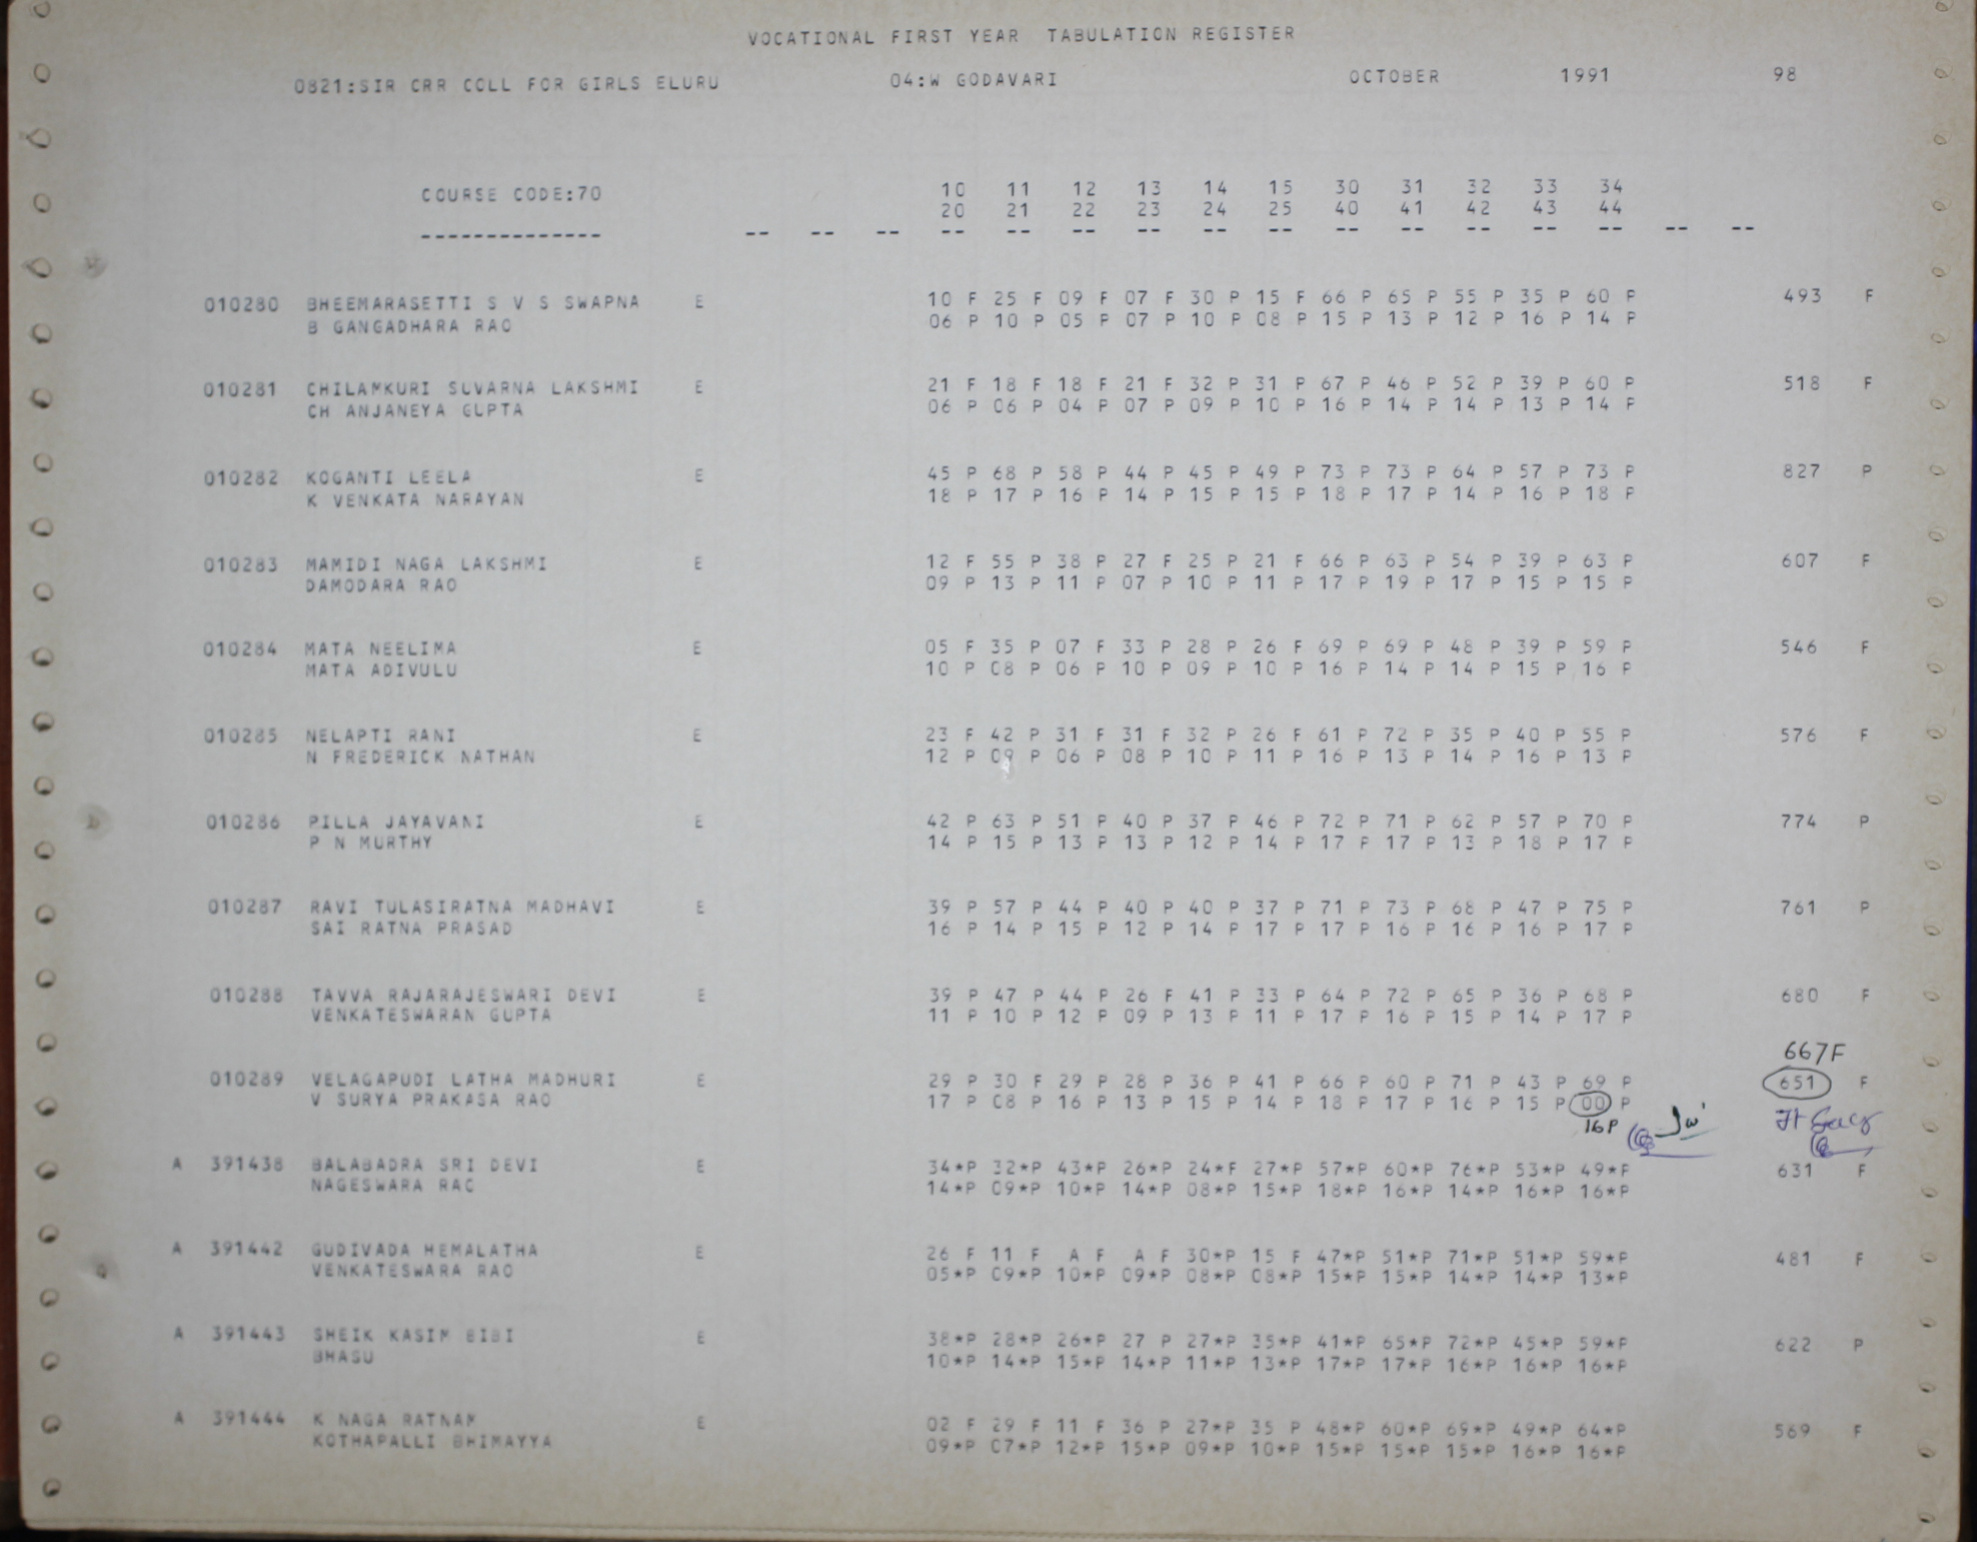 VOCATIONAL FIRST YEAR TABULATION REGISTER
0821:SIR CRR COLL FOR GIRLS ELURU 04:W GODAVARI OCTOBER 1991 98
COURSE CODE:70 10 11 12 13 14 15 30 31 32 33 34
20 21 22 23 24 25 40 41 42 43 44
-------------- -- -- -- -- -- -- -- -- -- -- -- -- -- -- -- --
010280 BHEEMARASETTI S V S SWAPNA E 10 F 25 F 09 F 07 F 30 P 15 F 66 P 65 P 55 P 35 P 60 P 493 F
B GANGADHARA RAO 06 P 10 P 05 P 07 P 10 P 08 P 15 P 13 P 12 P 16 P 14 P
010281 CHILAMKURI SUVARNA LAKSHMI E 21 F 18 F 18 F 21 F 32 P 31 P 67 P 46 P 52 P 39 P 60 P 518 F
CH ANJANEYA GUPTA 06 P 06 P 04 P 07 P 09 P 10 P 16 P 14 P 14 P 13 P 14 P
010282 KOGANTI LEELA E 45 P 68 P 58 P 44 P 45 P 49 P 73 P 73 P 64 P 57 P 73 P 827 P
K VENKATA NARAYAN 18 P 17 P 16 P 14 P 15 P 15 P 18 P 17 P 14 P 16 P 18 P
010283 MAMIDI NAGA LAKSHMI E 12 F 55 P 38 P 27 F 25 P 21 F 66 P 63 P 54 P 39 P 63 P 607 F
DAMODARA RAO 09 P 13 P 11 P 07 P 10 P 11 P 17 P 19 P 17 P 15 P 15 P
010284 MATA NEELIMA E 05 F 35 P 07 F 33 P 28 P 26 F 69 P 69 P 48 P 39 P 59 P 546 F
MATA ADIVULU 10 P 08 P 06 P 10 P 09 P 10 P 16 P 14 P 14 P 15 P 16 P
010285 NELAPTI RANI E 23 F 42 P 31 F 31 F 32 P 26 F 61 P 72 P 35 P 40 P 55 P 576 F
N FREDERICK NATHAN 12 P 09 P 06 P 08 P 10 P 11 P 16 P 13 P 14 P 16 P 13 P
010286 PILLA JAYAVANI E 42 P 63 P 51 P 40 P 37 P 46 P 72 P 71 P 62 P 57 P 70 P 774 P
P N MURTHY 14 P 15 P 13 P 13 P 12 P 14 P 17 P 17 P 13 P 18 P 17 P
010287 RAVI TULASIRATNA MADHAVI E 39 P 57 P 44 P 40 P 40 P 37 P 71 P 73 P 68 P 47 P 75 P 761 P
SAI RATNA PRASAD 16 P 14 P 15 P 12 P 14 P 17 P 17 P 16 P 16 P 16 P 17 P
010288 TAVVA RAJARAJESWARI DEVI E 39 P 47 P 44 P 26 F 41 P 33 P 64 P 72 P 65 P 36 P 68 P 680 F
VENKATESWARAN GUPTA 11 P 10 P 12 P 09 P 13 P 11 P 17 P 16 P 15 P 14 P 17 P
667F
010289 VELAGAPUDI LATHA MADHURI E 29 P 30 F 29 P 28 P 36 P 41 P 66 P 60 P 71 P 43 P 69 P 651 F
V SURYA PRAKASA RAO 17 P 08 P 16 P 13 P 15 P 14 P 18 P 17 P 16 P 15 P 00 P
16P
A 391438 BALABADRA SRI DEVI E 34*P 32*P 43*P 26*P 24*F 27*P 57*P 60*P 76*P 53*P 49*P 631 F
NAGESWARA RAO 14*P 09*P 10*P 14*P 08*P 15*P 18*P 16*P 14*P 16*P 16*P
A 391442 GUDIVADA HEMALATHA E 26 F 11 F A F A F 30*P 15 F 47*P 51*P 71*P 51*P 59*P 481 F
VENKATESWARA RAO 05*P 09*P 10*P 09*P 08*P 08*P 15*P 15*P 14*P 14*P 13*P
A 391443 SHEIK KASIM BIBI E 38*P 28*P 26*P 27 P 27*P 35*P 41*P 65*P 72*P 45*P 59*P 622 P
BHASU 10*P 14*P 15*P 14*P 11*P 13*P 17*P 17*P 16*P 16*P 16*P
A 391444 K NAGA RATNAM E 02 F 29 F 11 F 36 P 27*P 35 P 48*P 60*P 69*P 49*P 64*P 569 F
KOTHAPALLI BHIMAYYA 09*P 07*P 12*P 15*P 09*P 10*P 15*P 15*P 15*P 16*P 16*P